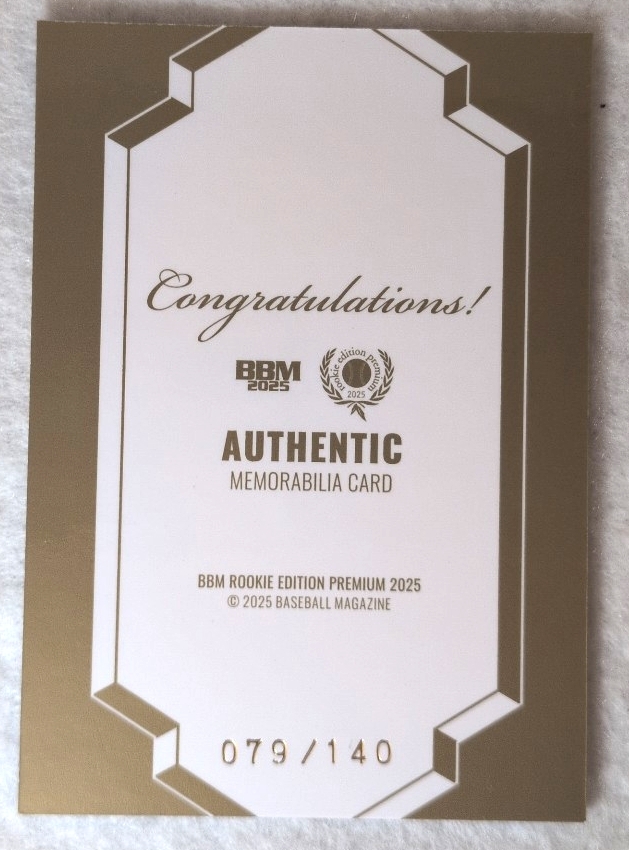 Congratulations!
BBM
2025
rookie edition premium
2025
AUTHENTIC
MEMORABILIA CARD
BBM ROOKIE EDITION PREMIUM 2025
© 2025 BASEBALL MAGAZINE
079/140